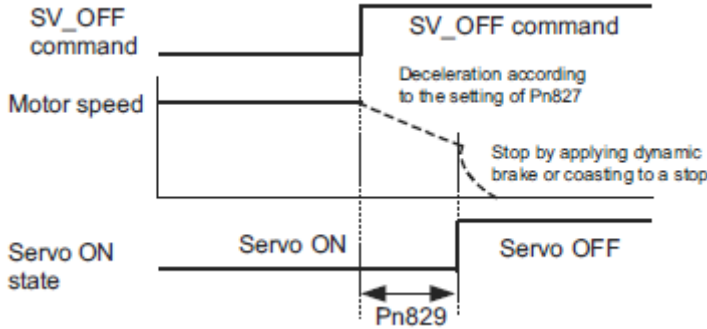 SV_OFF
command
SV_OFF command
Deceleration according
to the setting of Pn827
Motor speed
Stop by applying dynamic
brake or coasting to a stop
Servo ON
state
Servo ON
Servo OFF
Pn829